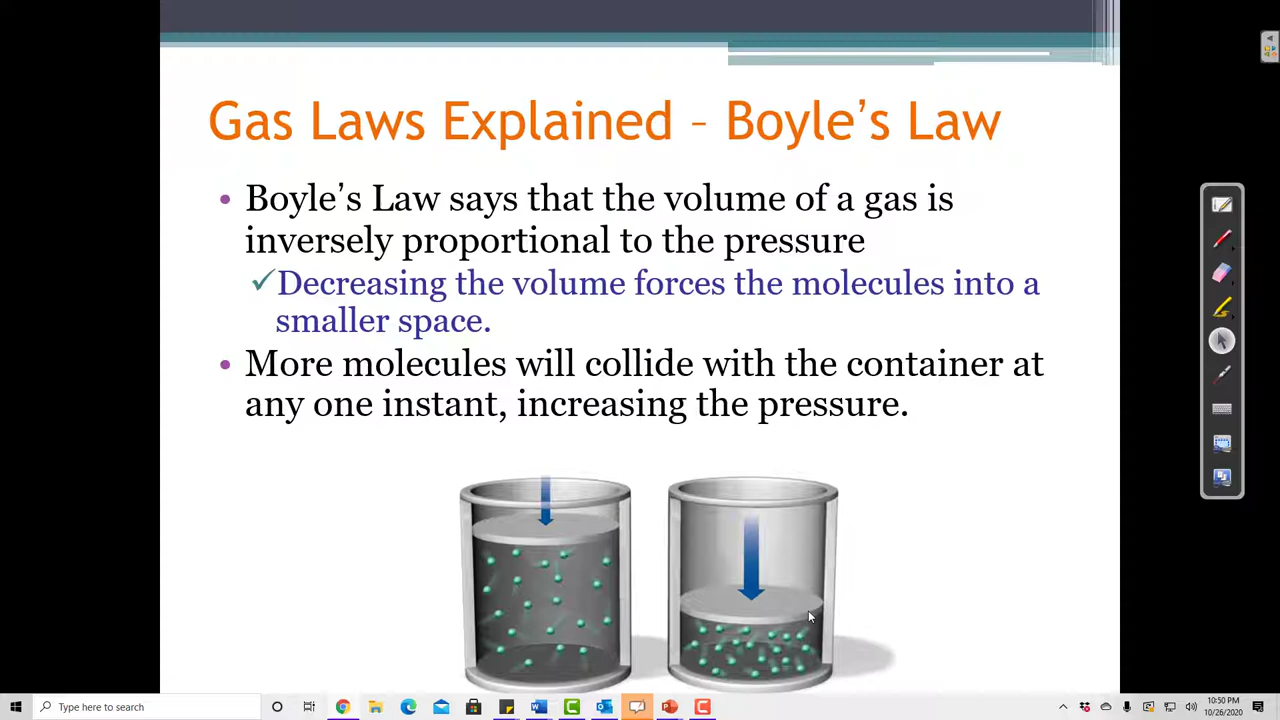 Gas Laws Explained – Boyle's Law
• Boyle's Law says that the volume of a gas is
inversely proportional to the pressure
✓Decreasing the volume forces the molecules into a
smaller space.
• More molecules will collide with the container at
any one instant, increasing the pressure.
Type here to search
10:50 PM
10/26/2020